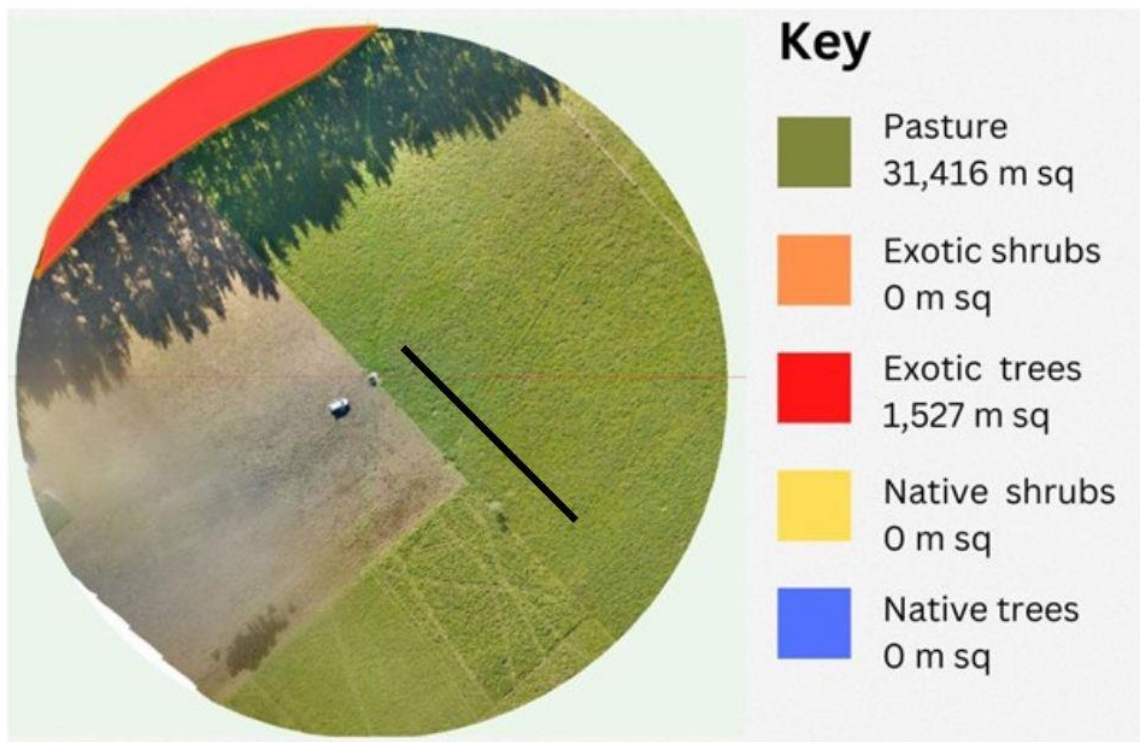 Key
Pasture
31,416 m sq
Exotic shrubs
0 m sq
Exotic trees
1,527 m sq
Native shrubs
0 m sq
Native trees
0 m sq